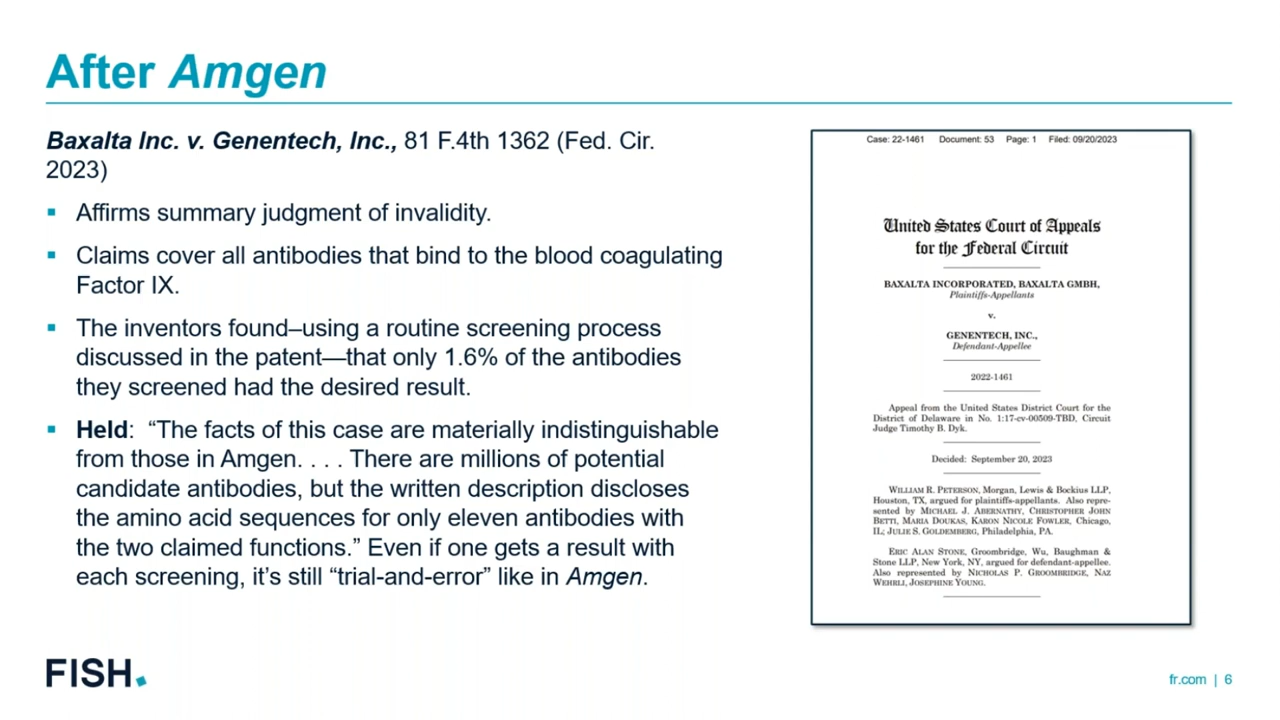 After Amgen
Baxalta Inc. v. Genentech, Inc., 81 F.4th 1362 (Fed. Cir.
2023)
▪ Affirms summary judgment of invalidity.
▪ Claims cover all antibodies that bind to the blood coagulating
Factor IX.
▪ The inventors found–using a routine screening process
discussed in the patent—that only 1.6% of the antibodies
they screened had the desired result.
▪ Held:  “The facts of this case are materially indistinguishable
from those in Amgen. . . . There are millions of potential
candidate antibodies, but the written description discloses
the amino acid sequences for only eleven antibodies with
the two claimed functions.” Even if one gets a result with
each screening, it’s still “trial-and-error” like in Amgen.
Case: 22-1461 Document: 53 Page: 1 Filed: 09/20/2023
United States Court of Appeals
for the Federal Circuit
BAXALTA INCORPORATED, BAXALTA GMBH,
Plaintiffs-Appellants
v.
GENENTECH, INC.,
Defendant-Appellee
2022-1461
Appeal from the United States District Court for the
District of Delaware in No. 1:17-cv-00509-TBD, Circuit
Judge Timothy B. Dyk.
Decided: September 20, 2023
WILLIAM R. PETERSON, Morgan, Lewis & Bockius LLP,
Houston, TX, argued for plaintiffs-appellants. Also repre-
sented by MICHAEL J. ABERNATHY, CHRISTOPHER JOHN
BETTI, MARIA DOUKAS, KARON NICOLE FOWLER, Chicago,
IL; JULIE S. GOLDEMBERG, Philadelphia, PA.
ERIC ALAN STONE, Groombridge, Wu, Baughman &
Stone LLP, New York, NY, argued for defendant-appellee.
Also represented by NICHOLAS P. GROOMBRIDGE, NAZ
WEHRLI, JOSEPHINE YOUNG.
FISH.
fr.com | 6